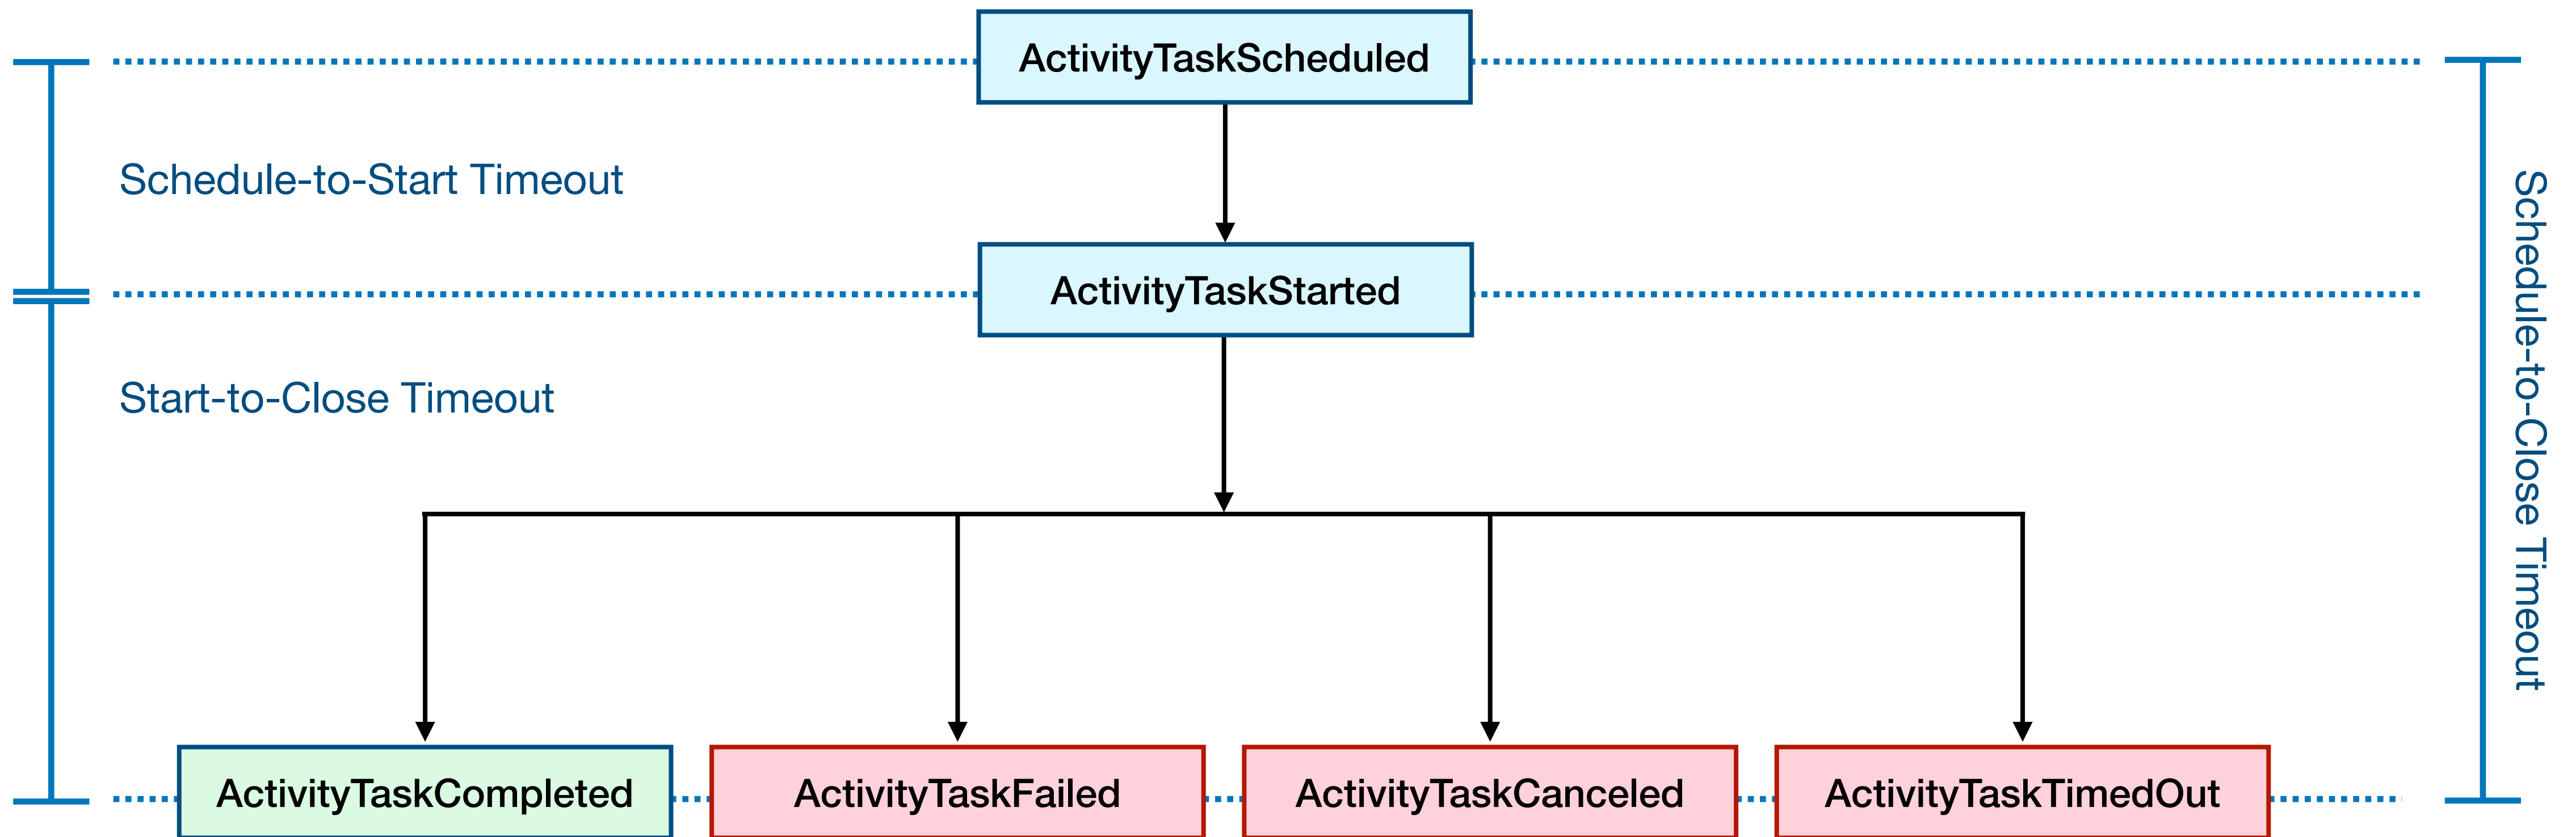 ActivityTaskScheduled
Schedule-to-Start Timeout
ActivityTaskStarted
Start-to-Close Timeout
Schedule-to-Close Timeout
ActivityTaskCompleted
ActivityTaskFailed
ActivityTaskCanceled
ActivityTaskTimedOut